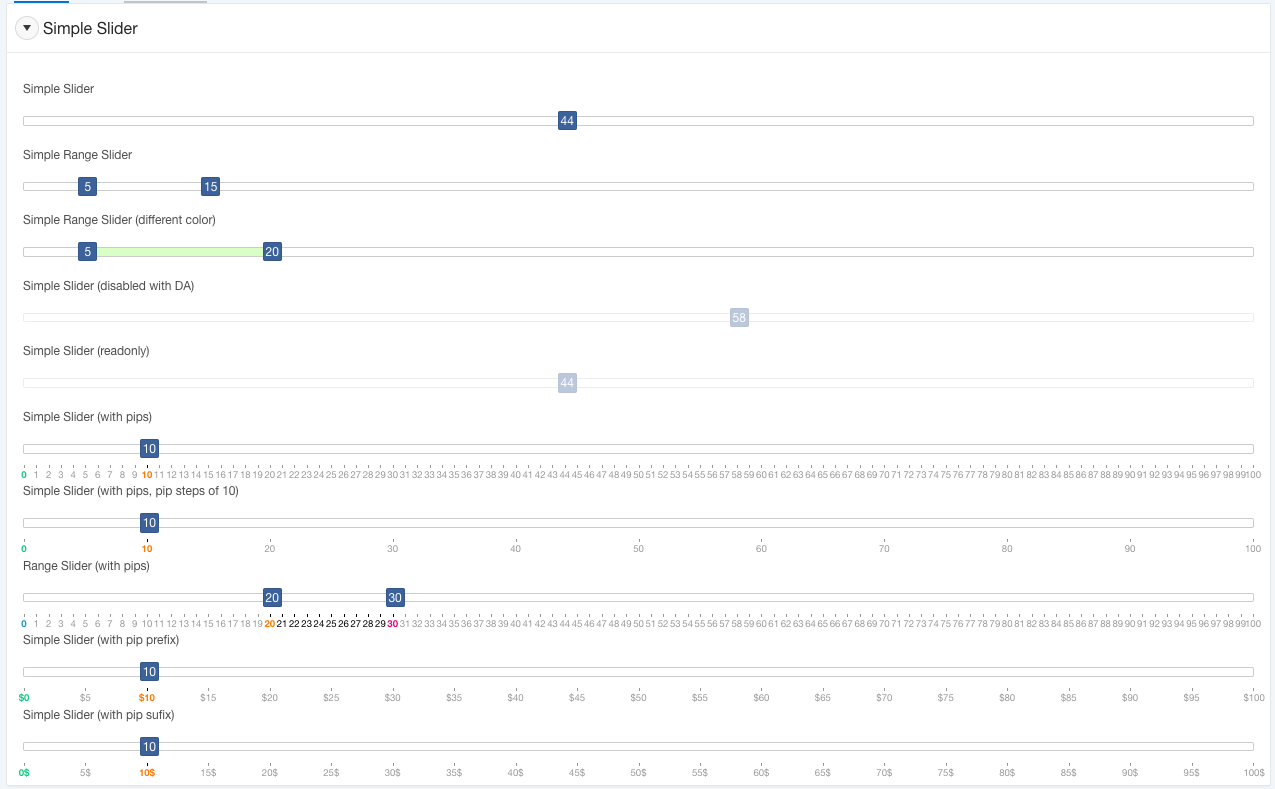 Simple Slider
Simple Slider
44
Simple Range Slider
5 15
Simple Range Slider (different color)
5 20
Simple Slider (disabled with DA)
58
Simple Slider (readonly)
44
Simple Slider (with pips)
10
0 1 2 3 4 5 6 7 8 9 10 11 12 13 14 15 16 17 18 19 20 21 22 23 24 25 26 27 28 29 30 31 32 33 34 35 36 37 38 39 40 41 42 43 44 45 46 47 48 49 50 51 52 53 54 55 56 57 58 59 60 61 62 63 64 65 66 67 68 69 70 71 72 73 74 75 76 77 78 79 80 81 82 83 84 85 86 87 88 89 90 91 92 93 94 95 96 97 98 99 100
Simple Slider (with pips, pip steps of 10)
10
0 10 20 30 40 50 60 70 80 90 100
Range Slider (with pips)
20 30
0 1 2 3 4 5 6 7 8 9 10 11 12 13 14 15 16 17 18 19 20 21 22 23 24 25 26 27 28 29 30 31 32 33 34 35 36 37 38 39 40 41 42 43 44 45 46 47 48 49 50 51 52 53 54 55 56 57 58 59 60 61 62 63 64 65 66 67 68 69 70 71 72 73 74 75 76 77 78 79 80 81 82 83 84 85 86 87 88 89 90 91 92 93 94 95 96 97 98 99 100
Simple Slider (with pip prefix)
10
$0 $5 $10 $15 $20 $25 $30 $35 $40 $45 $50 $55 $60 $65 $70 $75 $80 $85 $90 $95 $100
Simple Slider (with pip sufix)
10
0$ 5$ 10$ 15$ 20$ 25$ 30$ 35$ 40$ 45$ 50$ 55$ 60$ 65$ 70$ 75$ 80$ 85$ 90$ 95$ 100$